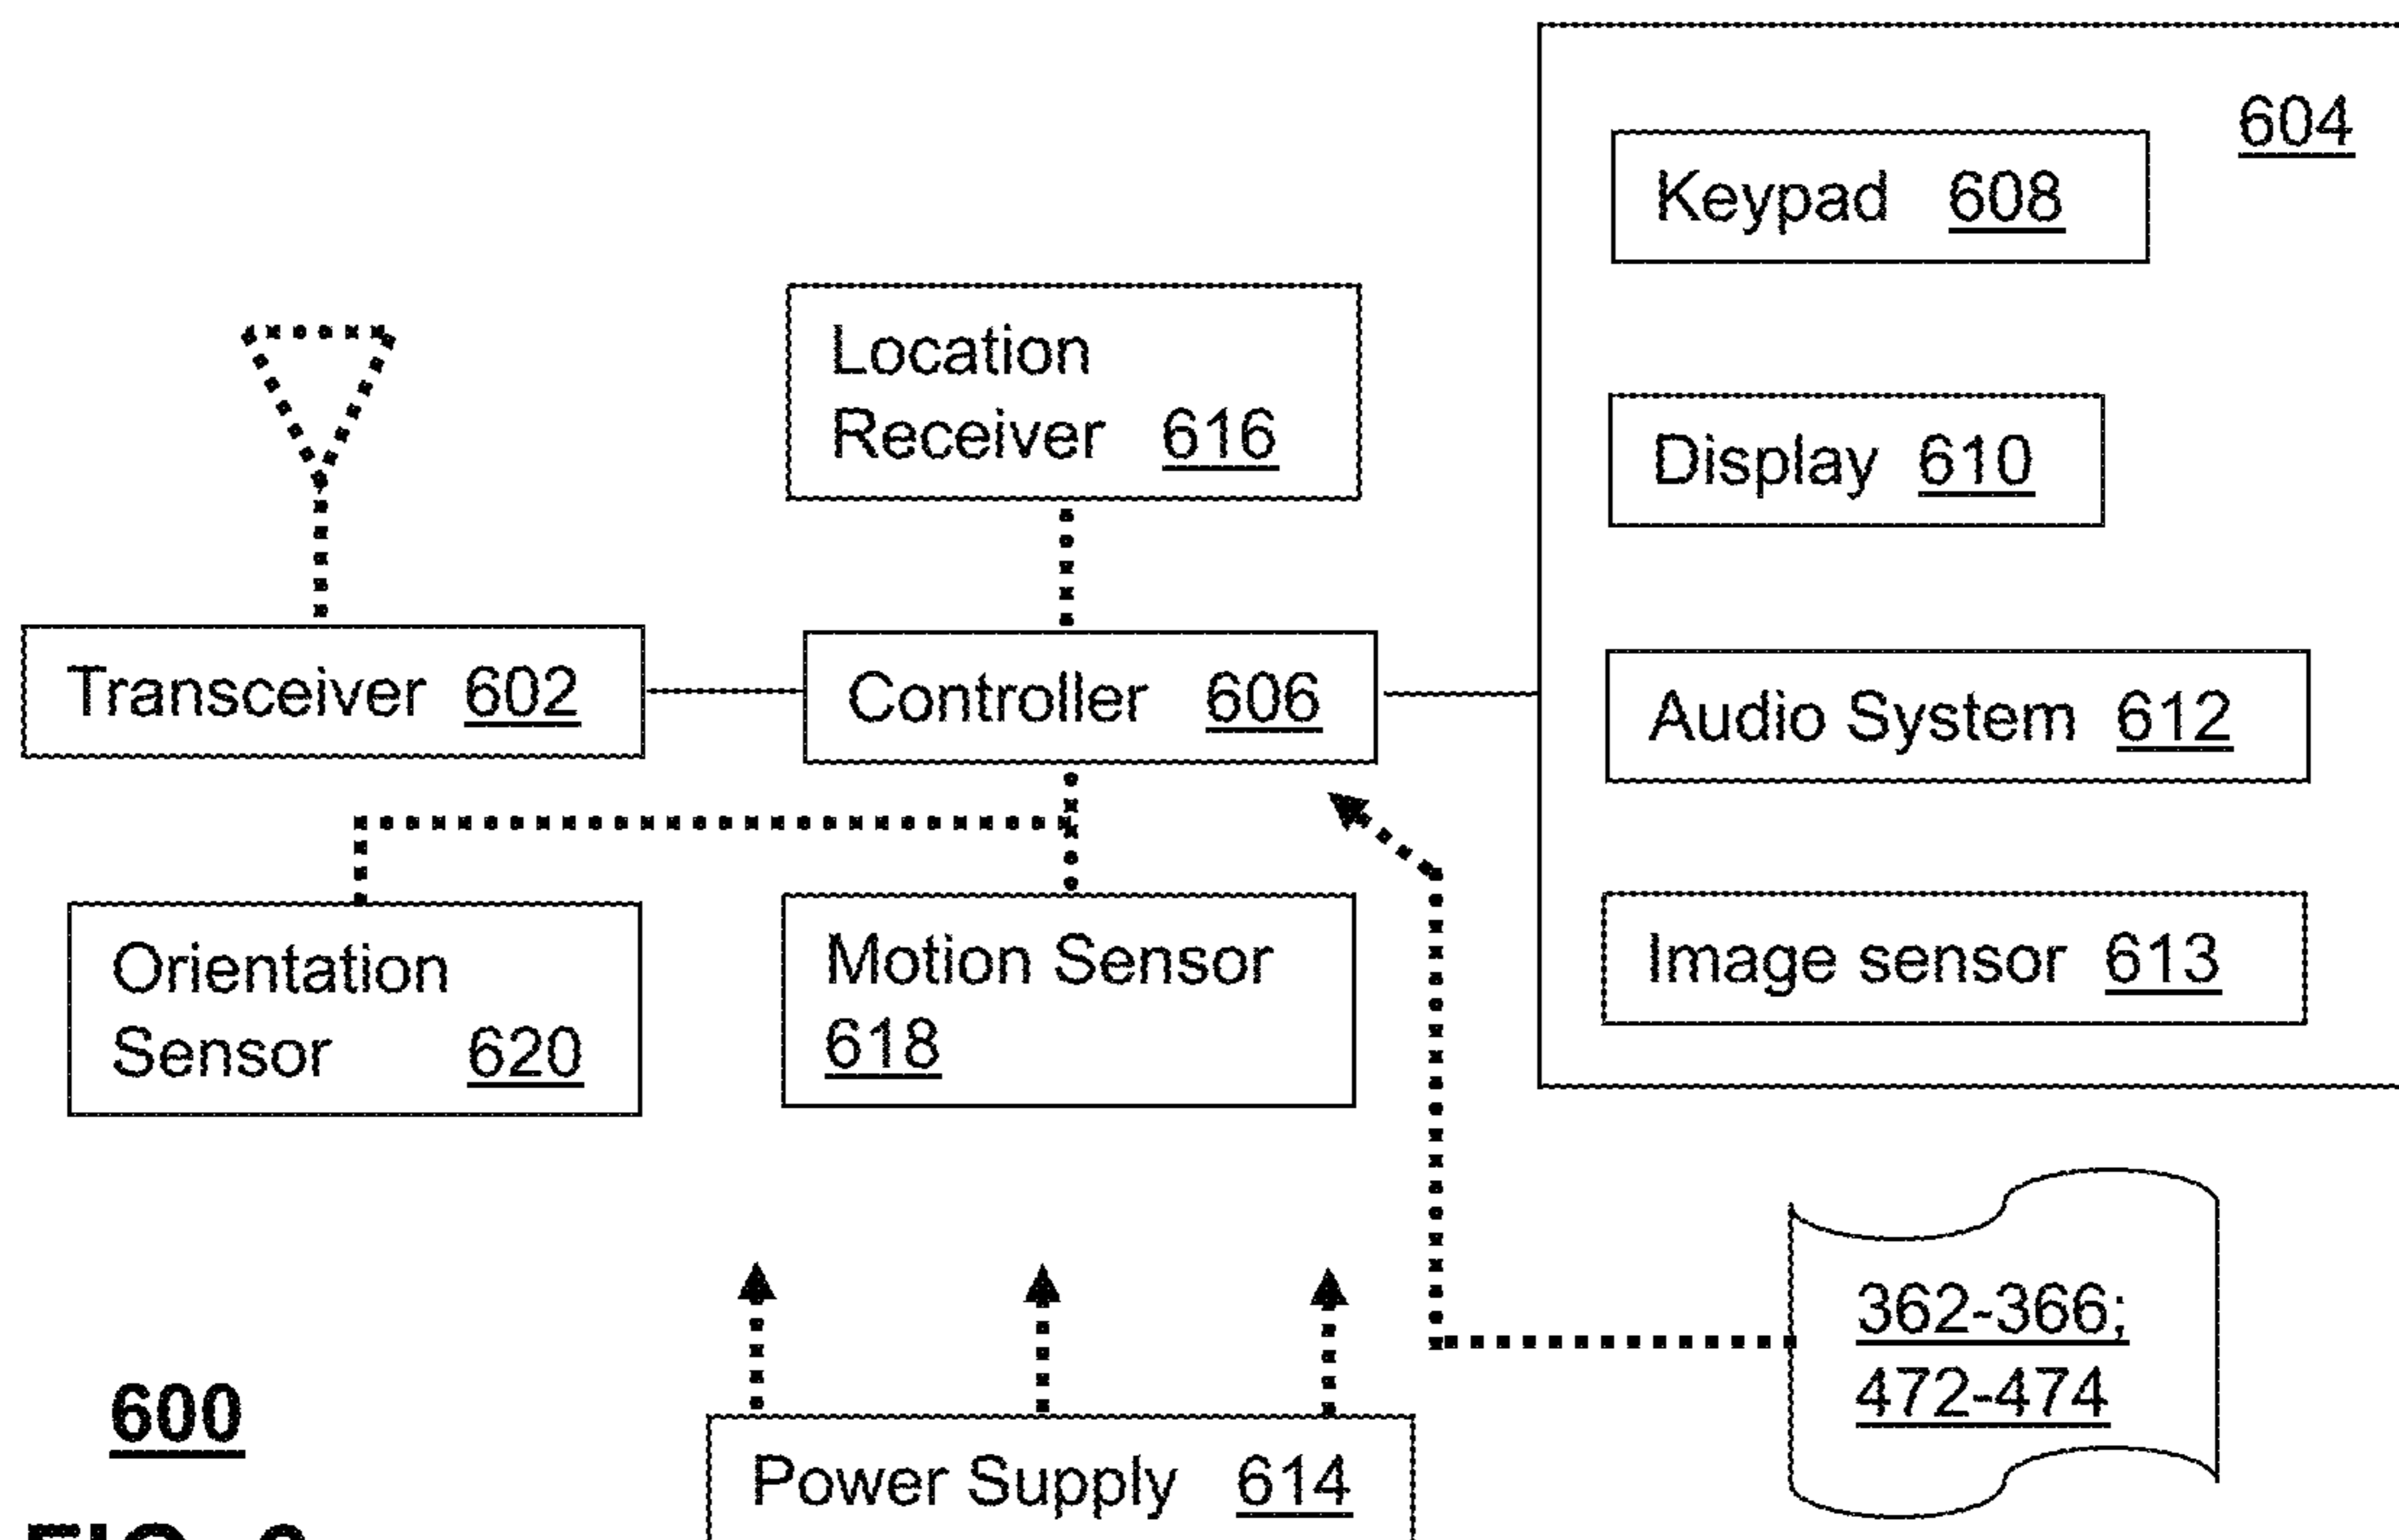 604
Keypad 608
Location
Receiver 616
Display 610
Transceiver 602
Controller 606
Audio System 612
Orientation
Sensor 620
Motion Sensor
618
Image sensor 613
362-366;
472-474
600
Power Supply 614